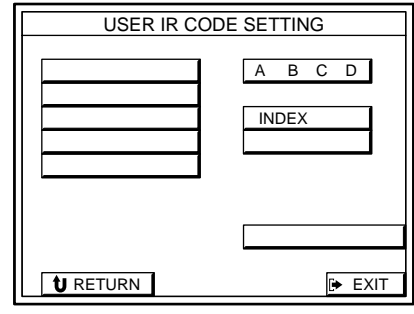 USER IR CODE SETTING
A B C D
INDEX
RETURN
EXIT